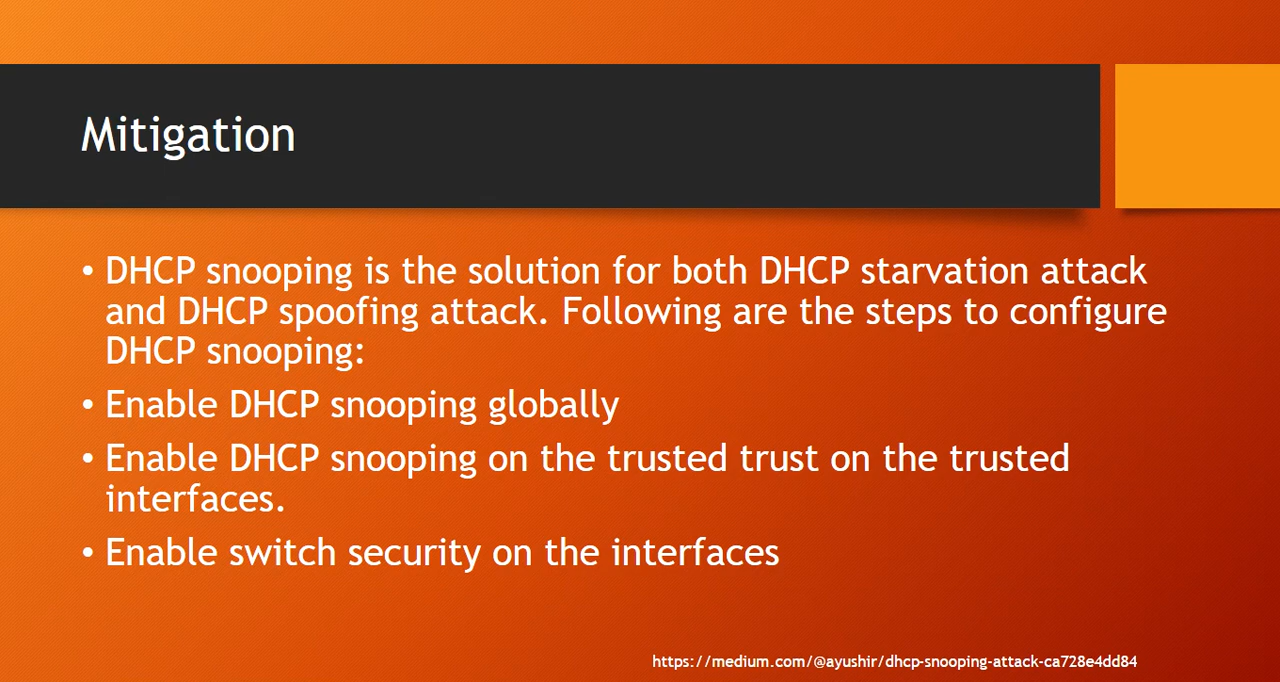 Mitigation
• DHCP snooping is the solution for both DHCP starvation attack
and DHCP spoofing attack. Following are the steps to configure
DHCP snooping:
• Enable DHCP snooping globally
• Enable DHCP snooping on the trusted trust on the trusted
interfaces.
• Enable switch security on the interfaces
https://medium.com/@ayushir/dhcp-snooping-attack-ca728e4dd84